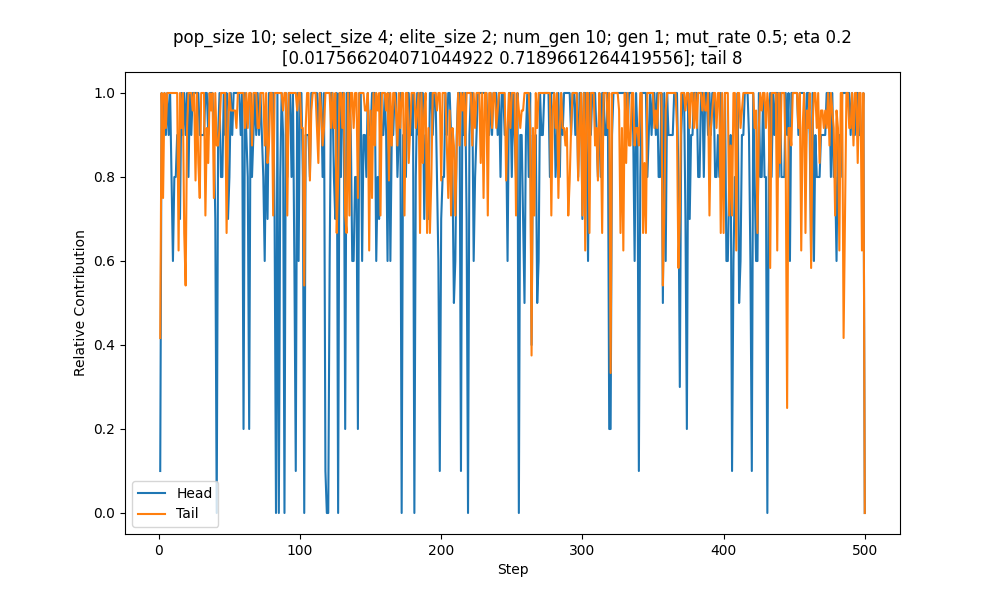 pop_size 10; select_size 4; elite_size 2; num_gen 10; gen 1; mut_rate 0.5; eta 0.2
[0.017566204071044922 0.7189661264419556]; tail 8
1.0
0.8
0.6
0.4
0.2
0.0
Relative Contribution
Head
Tail
0 100 200 300 400 500
Step